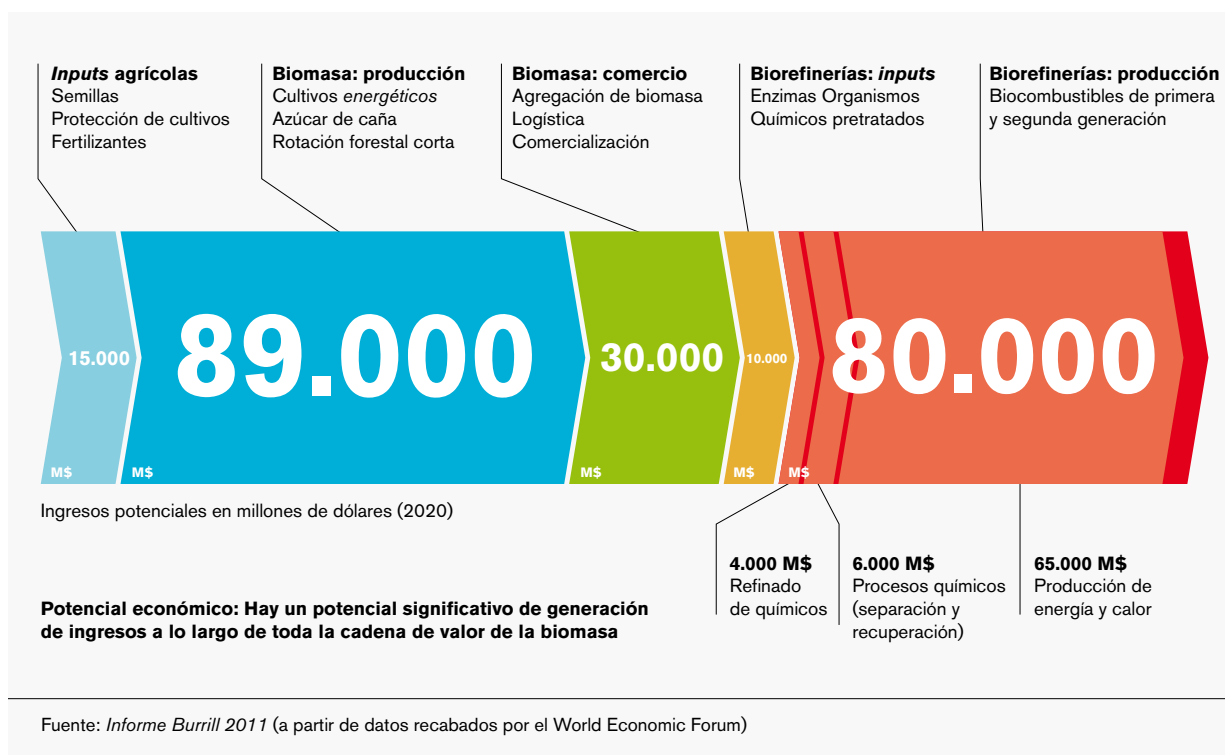 Inputs agrícolas
Semillas
Protección de cultivos
Fertilizantes
Biomasa: producción
Cultivos energéticos
Azúcar de caña
Rotación forestal corta
Biomasa: comercio
Agregación de biomasa
Logística
Comercialización
Biorefinerías: inputs
Enzimas Organismos
Químicos pretratados
Biorefinerías: producción
Biocombustibles de primera
y segunda generación
15.000
M$
89.000
M$
30.000
M$
10.000
M$
80.000
M$
Ingresos potenciales en millones de dólares (2020)
4.000 M$
Refinado
de químicos
6.000 M$
Procesos químicos
(separación y
recuperación)
65.000 M$
Producción de
energía y calor
Potencial económico: Hay un potencial significativo de generación
de ingresos a lo largo de toda la cadena de valor de la biomasa
Fuente: Informe Burrill 2011 (a partir de datos recabados por el World Economic Forum)